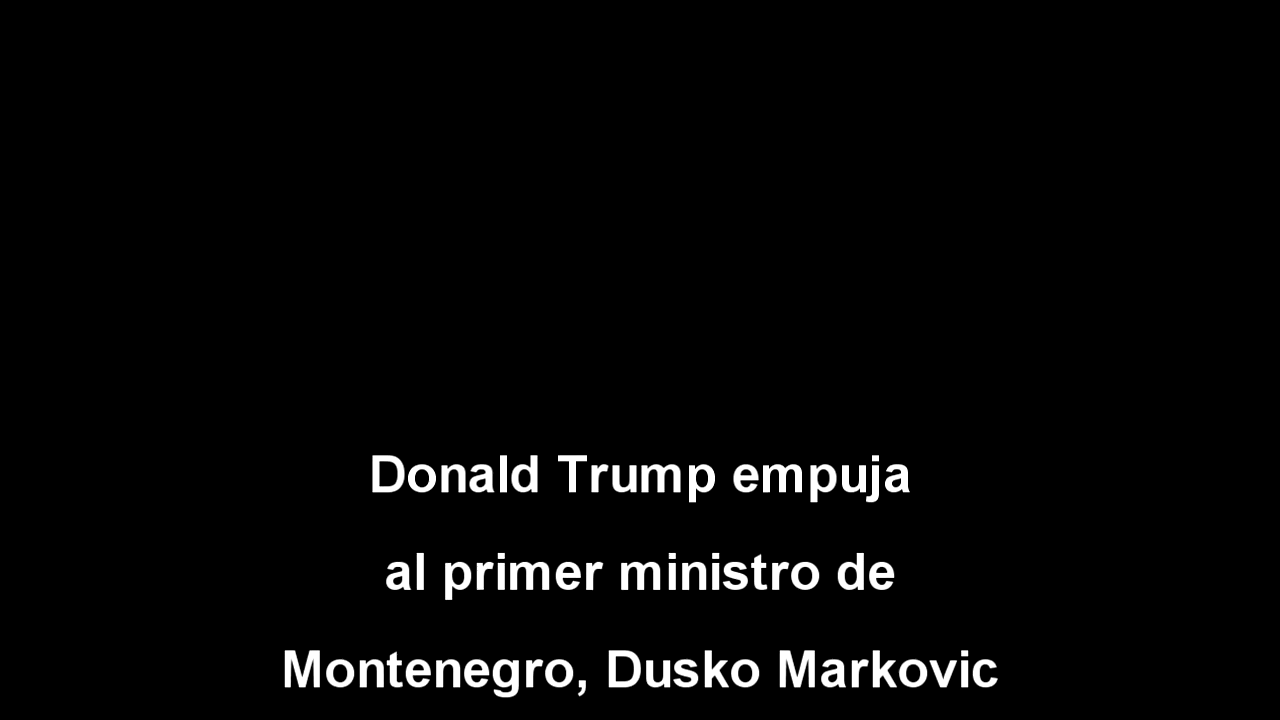 Donald Trump empuja
al primer ministro de
Montenegro, Dusko Markovic